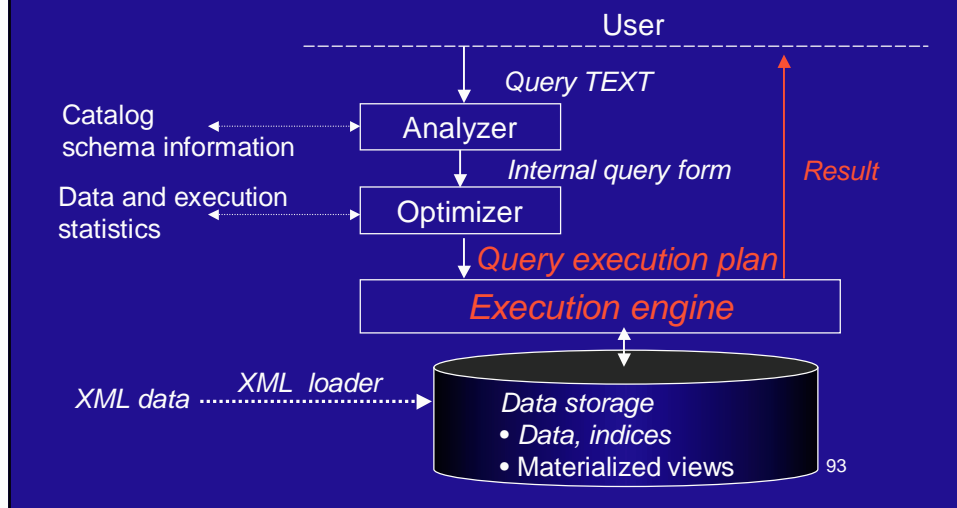 User
Query TEXT
Catalog
schema information
Analyzer
Internal query form
Result
Data and execution
statistics
Optimizer
Query execution plan
Execution engine
XML data
XML loader
Data storage
• Data, indices
• Materialized views
93